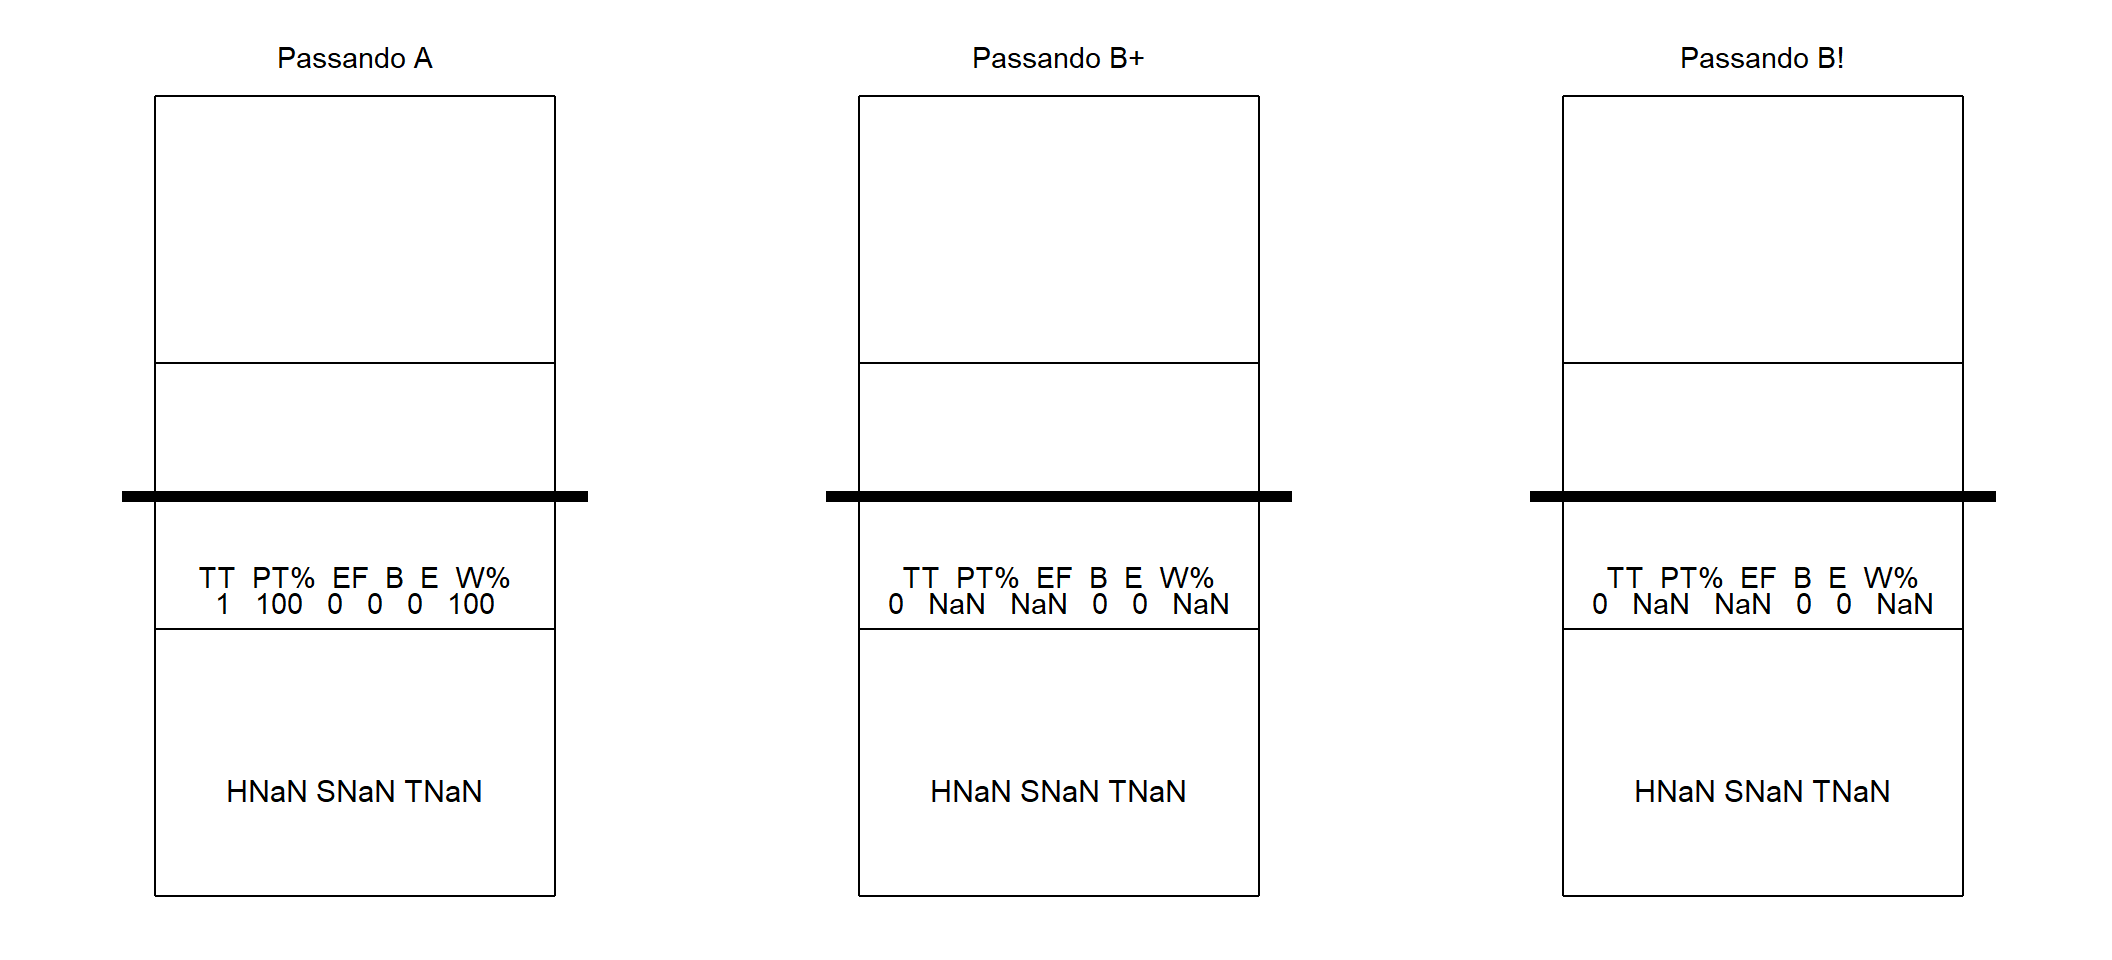 Passando A
TT PT% EF B E W%
1 100 0 0 0 100
HNaN SNaN TNaN
Passando B+
TT PT% EF B E W%
0 NaN NaN 0 0 NaN
HNaN SNaN TNaN
Passando B!
TT PT% EF B E W%
0 NaN NaN 0 0 NaN
HNaN SNaN TNaN